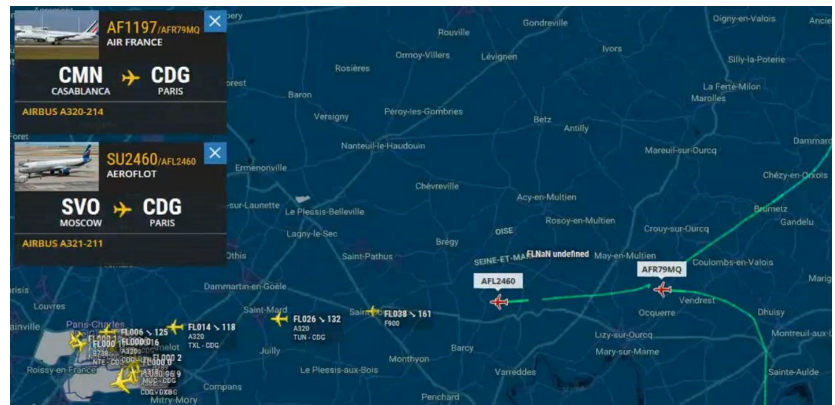 AF1197/AFR79MQ
AIR FRANCE
CMN CDG
CASABLANCA PARIS
AIRBUS A320-214
SU2460/AFL2460
AEROFLOT
SVO CDG
MOSCOW PARIS
AIRBUS A321-211
Rouville
Gondreville
Oigny-en-Valois
Ormoy-Villers
Lévignen
Ivors
Silly-la-Poterie
Rosières
La Ferté-Milon
Baron
Marolles
Versigny
Péroy-les-Gombries
Betz
Antilly
Nanteuil-le-Haudouin
Mareuil-sur-Ourcq
Dammard
Ermenonville
Chézy-en-Orxois
Chèvreville
Acy-en-Multien
Brumetz
Le Plessis-Belleville
Rosoy-en-Multien
Gandelu
Lagny-le-Sec
OISE
Crouy-sur-Ourcq
Brégy
Othis
Saint-Pathus
FLNaN undefined
May-en-Multien
Coulombs-en-Valois
AFL2460
AFR79MQ
Dammartin-en-Goële
Vendrest
Louvres
Saint-Mard
Ocquerre
Dhuisy
FL006 ↘ 125
FL014 ↘ 118
A320
TXL - CDG
FL026 ↘ 132
A320
TUN - CDG
FL038 ↘ 161
F900
Lizy-sur-Ourcq
Juilly
Barcy
Mary-sur-Marne
Monthyon
Roissy-en-France
Le Plessis-aux-Bois
Varreddes
Sainte-Aulde
Compans
Mitry-Mory
Penchard